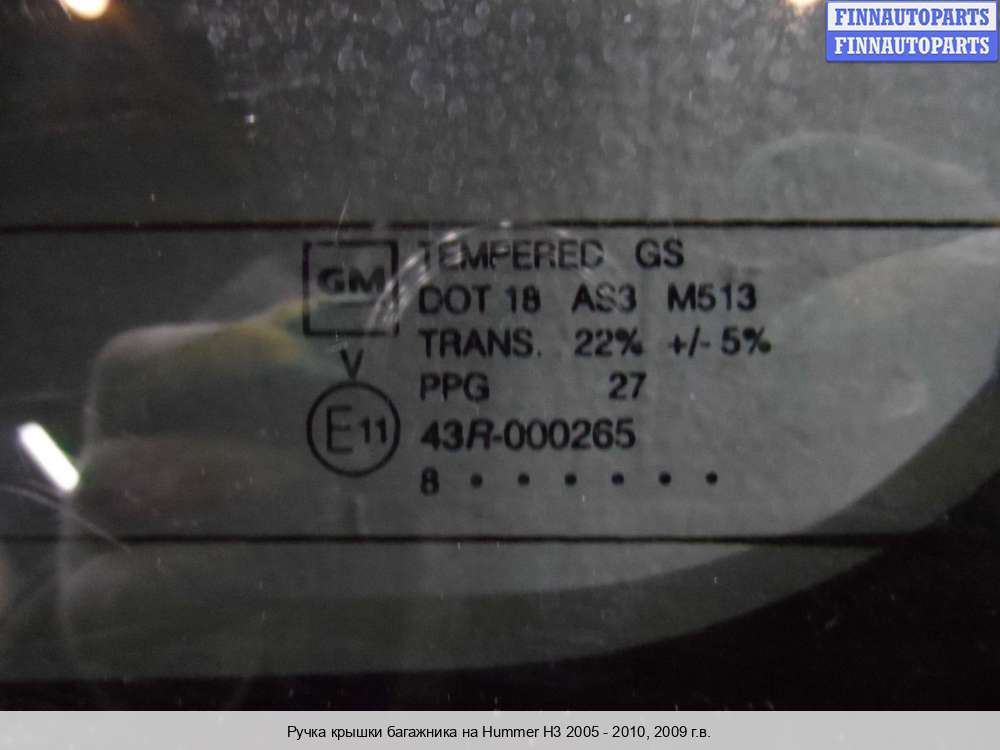 FINNAUTOPARTS
FINNAUTOPARTS
GM
TEMPERED GS
DOT 18 AS3 M513
TRANS. 22% +/- 5%
V
PPG 27
E11
43R-000265
8 • • • • • •
Ручка крышки багажника на Hummer H3 2005 - 2010, 2009 г.в.